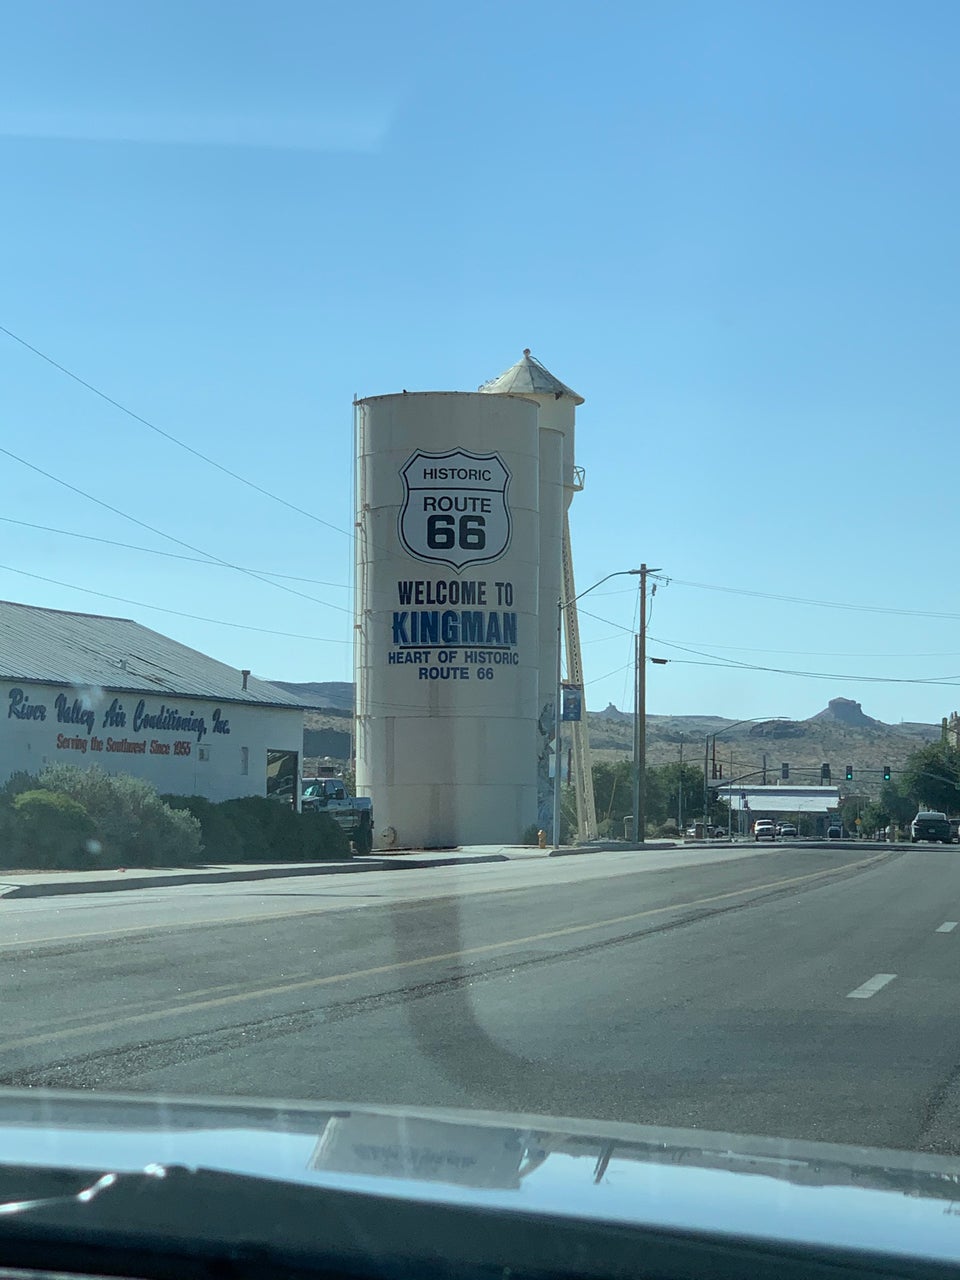 HISTORIC
ROUTE
66
WELCOME TO
KINGMAN
HEART OF HISTORIC
ROUTE 66
River Valley Air Conditioning, Inc.
Serving the Southwest Since 1955